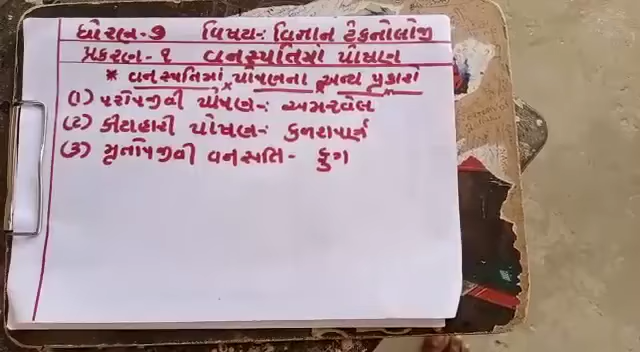 ધોરણ-૭ વિષય-: વિજ્ઞાન ટેકનોલોજી
પ્રકરણ-૧ વનસ્પતિમાં પોષણ
* વનસ્પતિમાં પોષણના અન્ય પ્રકારો
(૧) પરોપજીવી પોષણ-: અમરવેલ
(૨) કીટાહારી પોષણ-: કળશપર્ણ
(૩) મૃતોપજીવી વનસ્પતિ- ફુગ